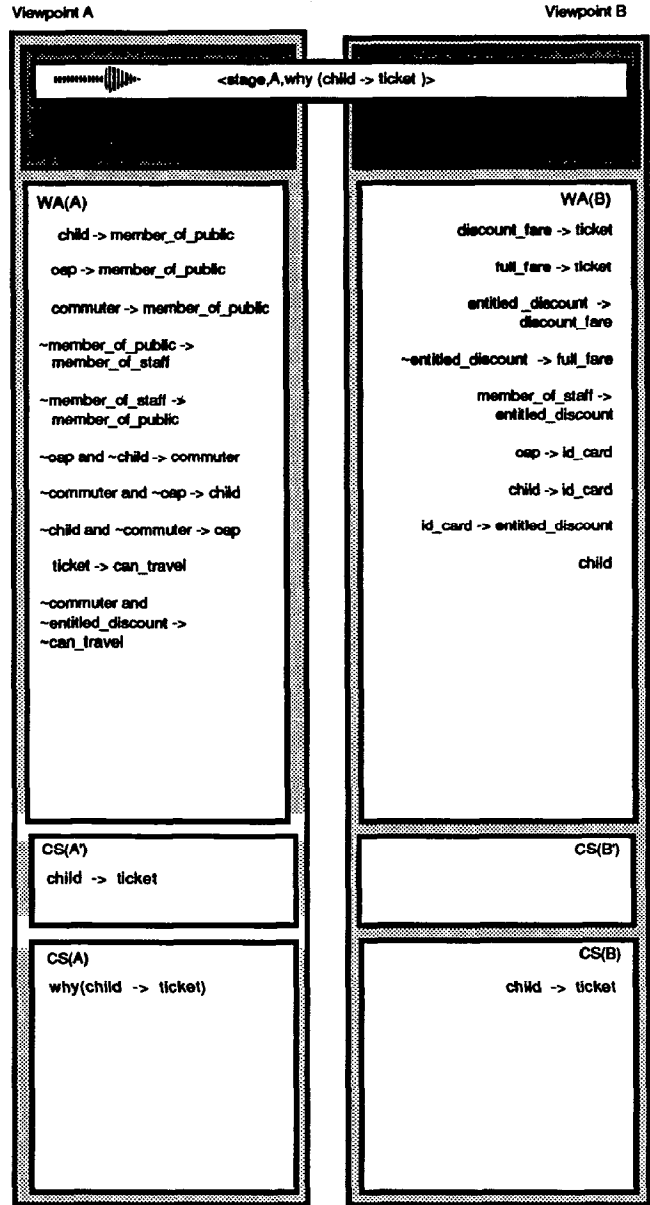 Viewpoint A
Viewpoint B
<stage,A,why (child -> ticket )>
WA(A)
child -> member_of_public
oap -> member_of_public
commuter -> member_of_public
~member_of_public ->
member_of_staff
~member_of_staff ->
member_of_public
~oap and ~child -> commuter
~commuter and ~oap -> child
~child and ~commuter -> oap
ticket -> can_travel
~commuter and
~entitled_discount ->
~can_travel
WA(B)
discount_fare -> ticket
full_fare -> ticket
entitled _discount ->
discount_fare
~entitled_discount -> full_fare
member_of_staff ->
entitled_discount
oap -> id_card
child -> id_card
id_card -> entitled_discount
child
CS(A')
child -> ticket
CS(B')
CS(A)
why(child -> ticket)
CS(B)
child -> ticket